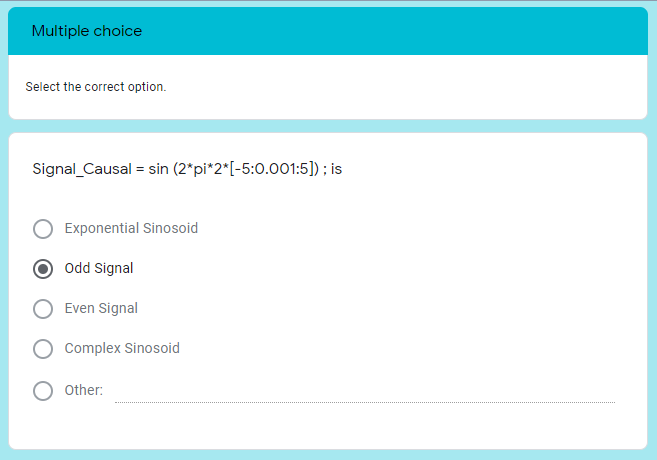 Multiple choice
Select the correct option.
Signal_Causal = sin (2*pi*2*[-5:0.001:5]) ; is
Exponential Sinosoid
Odd Signal
Even Signal
Complex Sinosoid
Other: